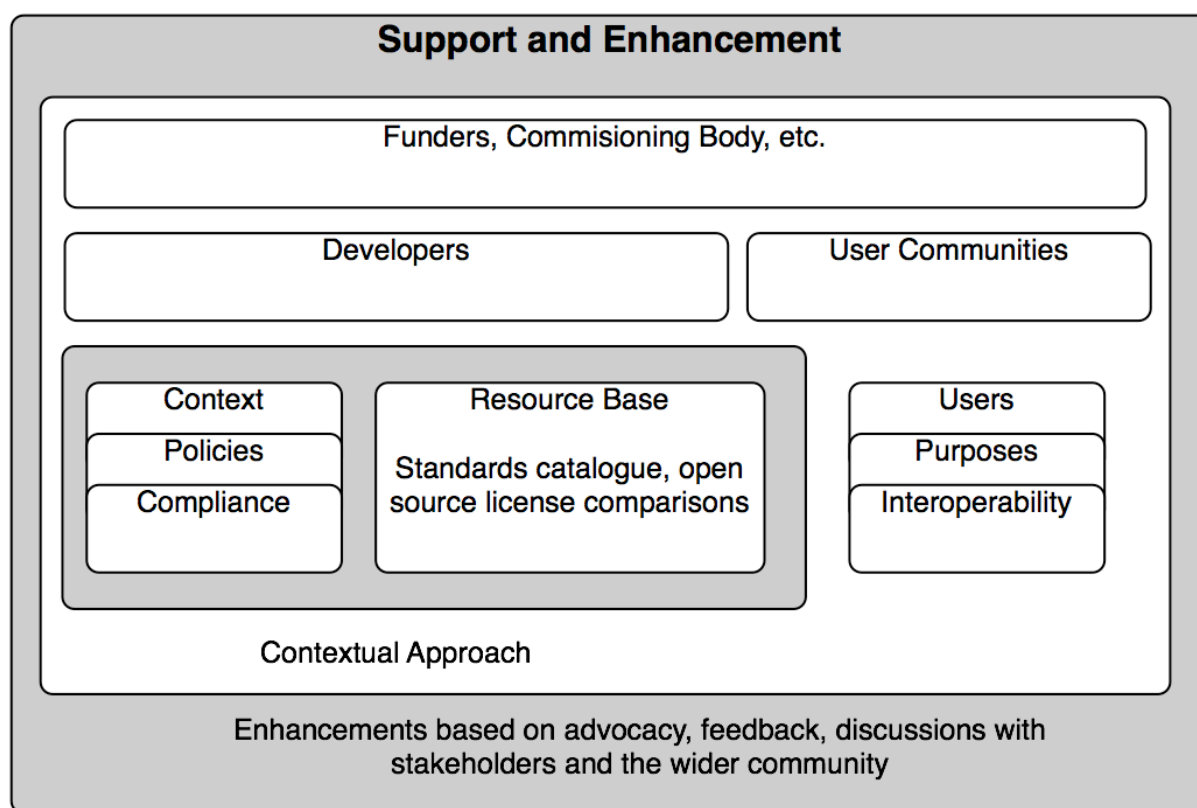 Support and Enhancement
Funders, Commisioning Body, etc.
Developers
User Communities
Context
Policies
Compliance
Resource Base
Standards catalogue, open
source license comparisons
Users
Purposes
Interoperability
Contextual Approach
Enhancements based on advocacy, feedback, discussions with
stakeholders and the wider community